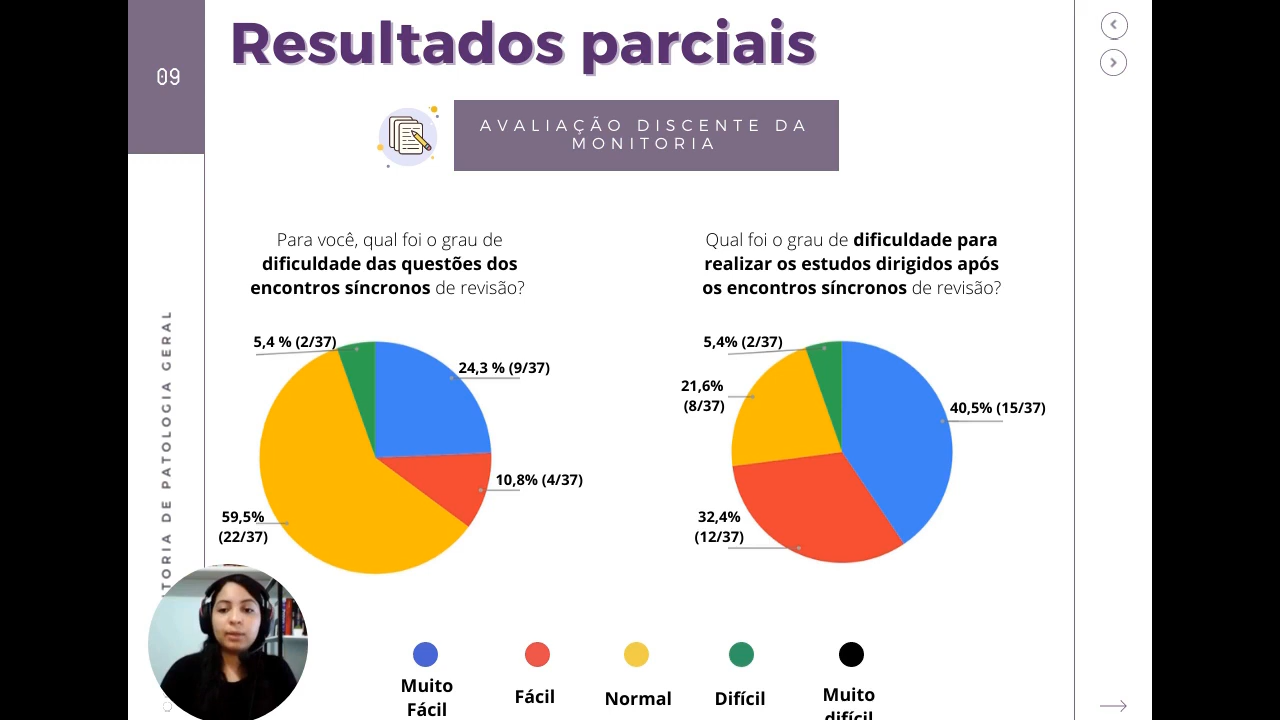 Resultados parciais
09
AVALIAÇÃO DISCENTE DA
MONITORIA
Para você, qual foi o grau de
dificuldade das questões dos
encontros síncronos de revisão?
Qual foi o grau de dificuldade para
realizar os estudos dirigidos após
os encontros síncronos de revisão?
5,4 % (2/37)
24,3 % (9/37)
10,8% (4/37)
59,5%
(22/37)
5,4% (2/37)
21,6%
(8/37)
40,5% (15/37)
32,4%
(12/37)
TORIA DE PATOLOGIA GERAL
Muito
Fácil
Fácil
Normal
Difícil
Muito
difícil